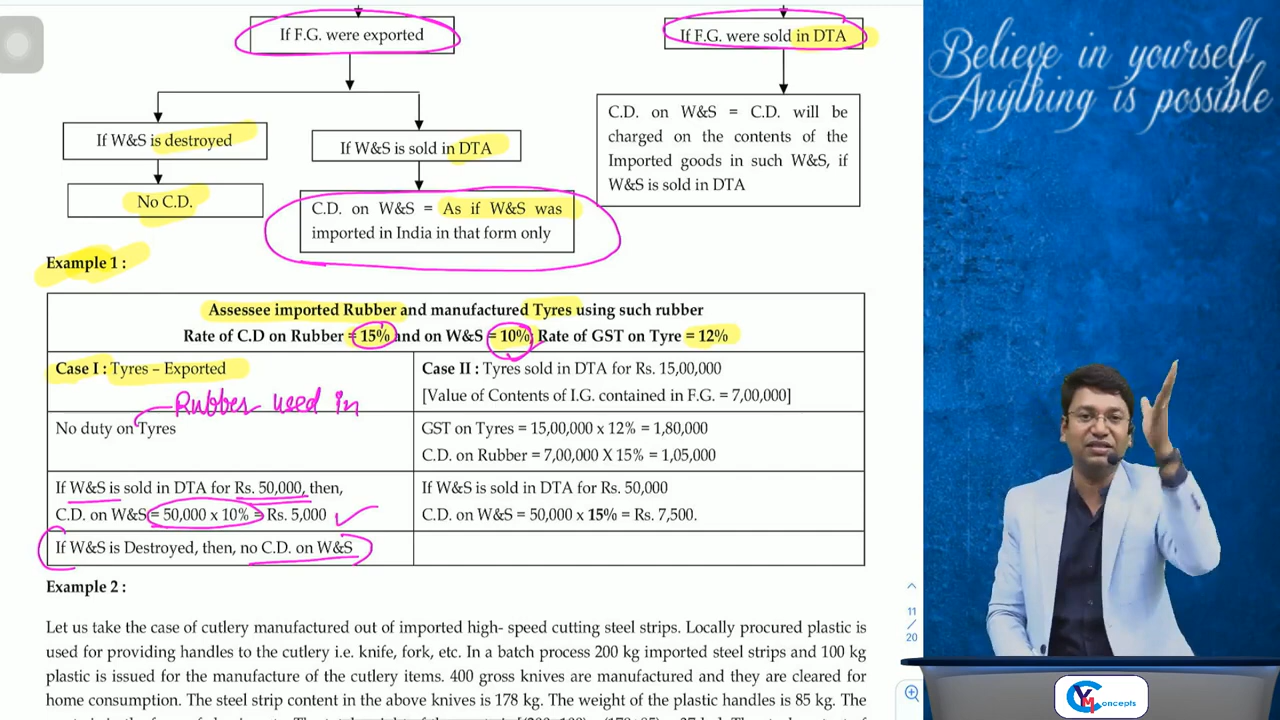 If F.G. were exported
If F.G. were sold in DTA
If W&S is destroyed
If W&S is sold in DTA
C.D. on W&S = C.D. will be
charged on the contents of the
Imported goods in such W&S, if
W&S is sold in DTA
No C.D.
C.D. on W&S = As if W&S was
imported in India in that form only
Example 1 :
Assessee imported Rubber and manufactured Tyres using such rubber
Rate of C.D on Rubber = 15% and on W&S = 10%, Rate of GST on Tyre = 12%
Case I : Tyres – Exported
Case II : Tyres sold in DTA for Rs. 15,00,000
[Value of Contents of I.G. contained in F.G. = 7,00,000]
Rubber used in
No duty on Tyres
GST on Tyres = 15,00,000 x 12% = 1,80,000
C.D. on Rubber = 7,00,000 X 15% = 1,05,000
If W&S is sold in DTA for Rs. 50,000, then,
C.D. on W&S = 50,000 x 10% = Rs. 5,000
If W&S is sold in DTA for Rs. 50,000
C.D. on W&S = 50,000 x 15% = Rs. 7,500.
If W&S is Destroyed, then, no C.D. on W&S
Example 2 :
Let us take the case of cutlery manufactured out of imported high- speed cutting steel strips. Locally procured plastic is
used for providing handles to the cutlery i.e. knife, fork, etc. In a batch process 200 kg imported steel strips and 100 kg
plastic is issued for the manufacture of the cutlery items. 400 gross knives are manufactured and they are cleared for
home consumption. The steel strip content in the above knives is 178 kg. The weight of the plastic handles is 85 kg. The
11
/
20
Believe in yourself
Anything is possible
YM Concepts